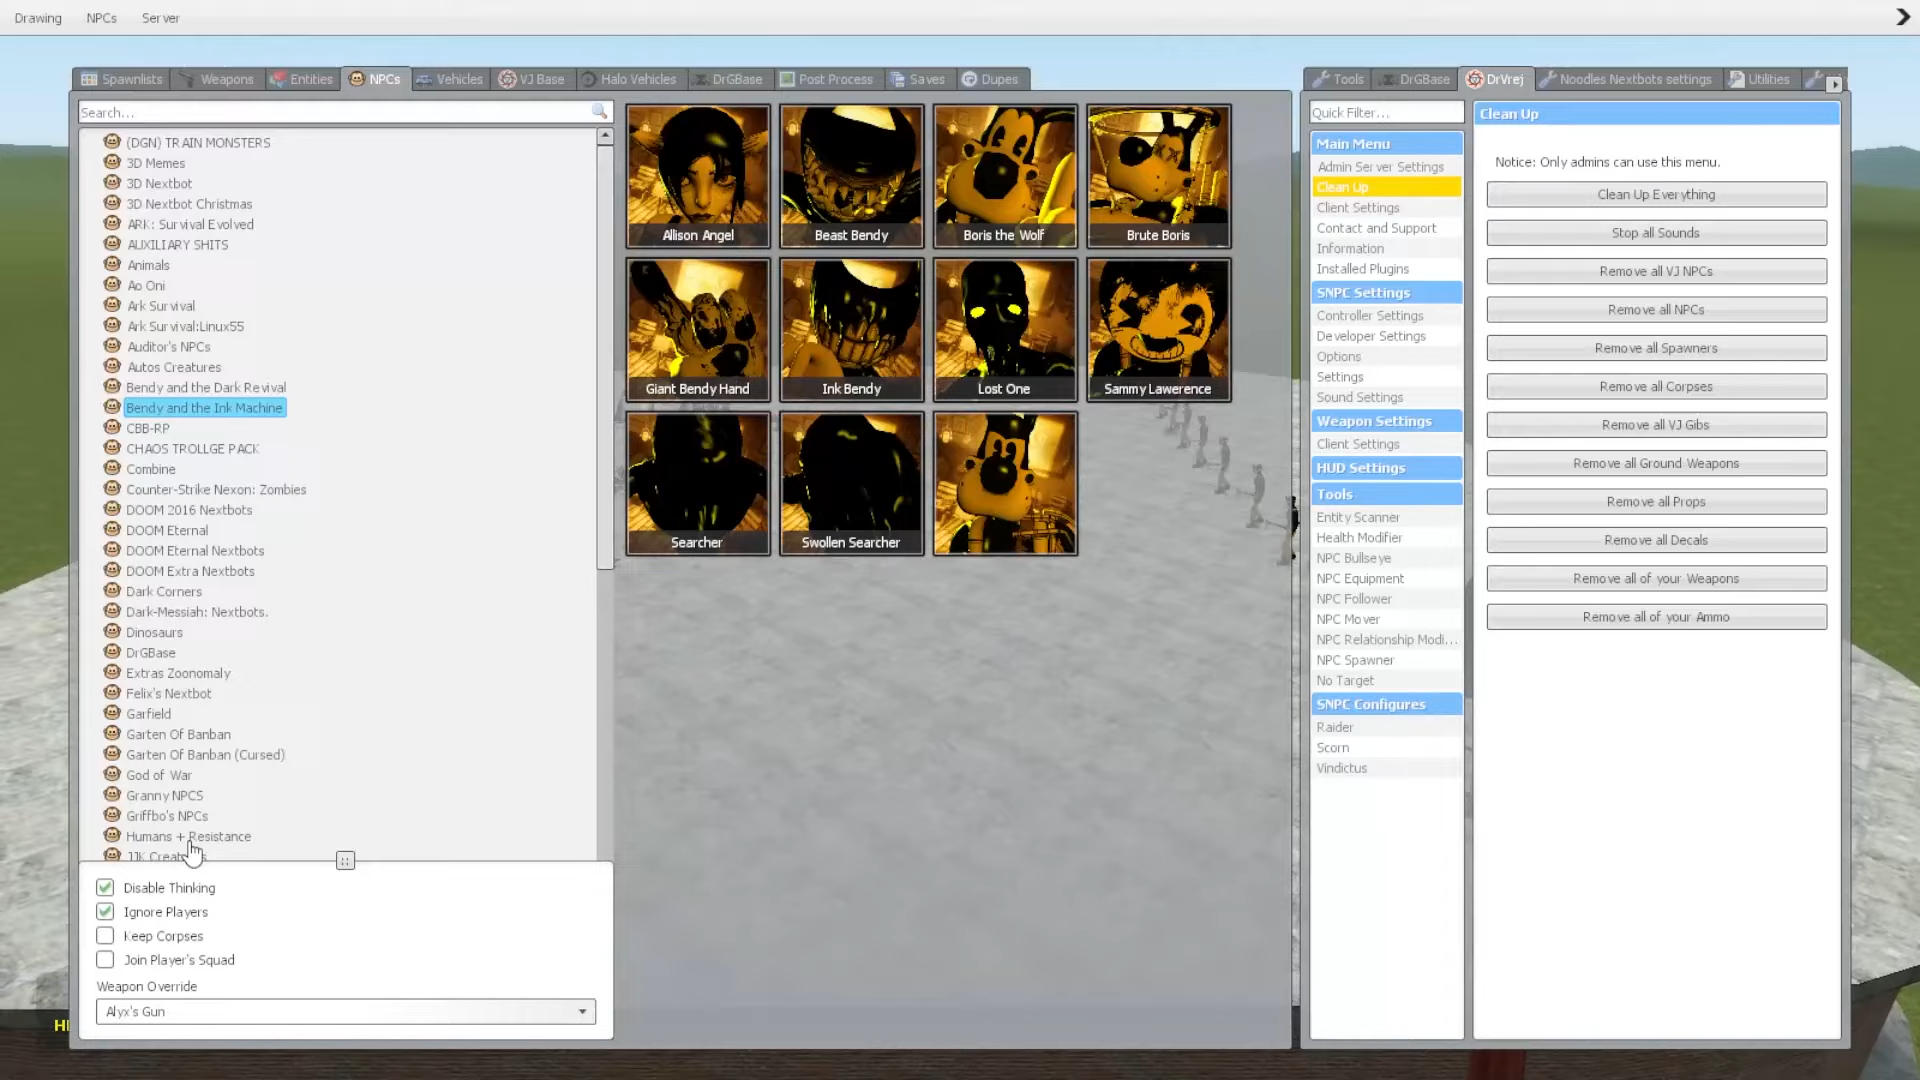 Drawing NPCs Server
Spawnlists Weapons Entities NPCs Vehicles VJ Base Halo Vehicles DrGBase Post Process Saves Dupes
Tools DrGBase DrVrej Noodles Nextbots settings Utilities
Search...
(DGN) TRAIN MONSTERS
3D Memes
3D Nextbot
3D Nextbot Christmas
ARK: Survival Evolved
AUXILIARY SHITS
Animals
Ao Oni
Ark Survival
Ark Survival:Linux55
Auditor's NPCs
Autos Creatures
Bendy and the Dark Revival
Bendy and the Ink Machine
CBB-RP
CHAOS TROLLGE PACK
Combine
Counter-Strike Nexon: Zombies
DOOM 2016 Nextbots
DOOM Eternal
DOOM Eternal Nextbots
DOOM Extra Nextbots
Dark Corners
Dark-Messiah: Nextbots.
Dinosaurs
DrGBase
Extras Zoonomaly
Felix's Nextbot
Garfield
Garten Of Banban
Garten Of Banban (Cursed)
God of War
Granny NPCS
Griffbo's NPCs
Humans + Resistance
Disable Thinking
Ignore Players
Keep Corpses
Join Player's Squad
Weapon Override
Alyx's Gun
Allison Angel
Beast Bendy
Boris the Wolf
Brute Boris
Giant Bendy Hand
Ink Bendy
Lost One
Sammy Lawerence
Searcher
Swollen Searcher
Quick Filter...
Main Menu
Admin Server Settings
Clean Up
Client Settings
Contact and Support
Information
Installed Plugins
SNPC Settings
Controller Settings
Developer Settings
Options
Settings
Sound Settings
Weapon Settings
Client Settings
HUD Settings
Tools
Entity Scanner
Health Modifier
NPC Bullseye
NPC Equipment
NPC Follower
NPC Mover
NPC Relationship Modi...
NPC Spawner
No Target
SNPC Configures
Raider
Scorn
Vindictus
Clean Up
Notice: Only admins can use this menu.
Clean Up Everything
Stop all Sounds
Remove all VJ NPCs
Remove all NPCs
Remove all Spawners
Remove all Corpses
Remove all VJ Gibs
Remove all Ground Weapons
Remove all Props
Remove all Decals
Remove all of your Weapons
Remove all of your Ammo